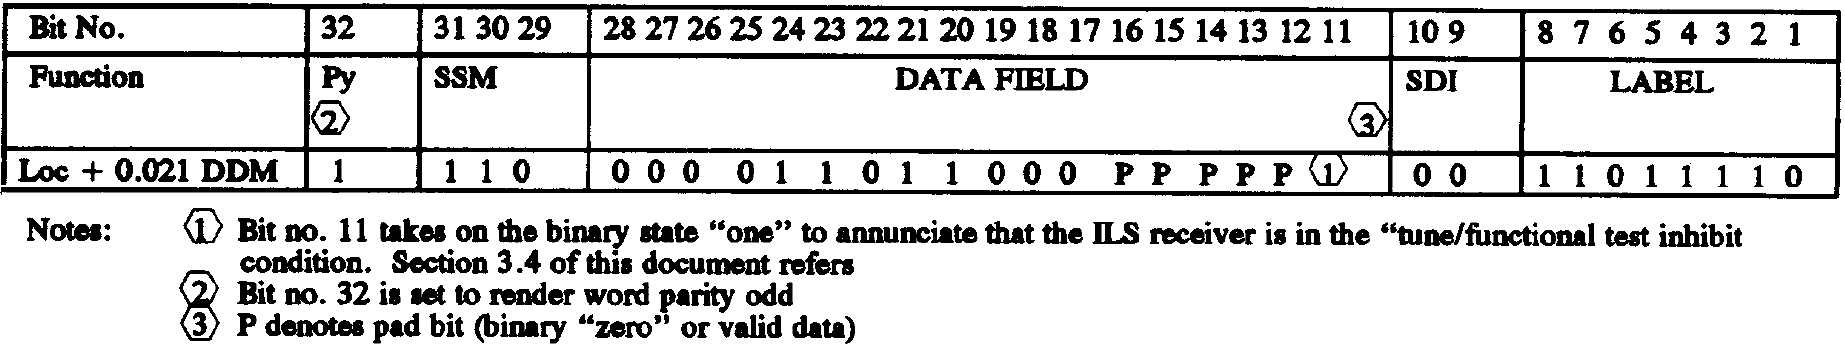 Bit No. 32 31 30 29 28 27 26 25 24 23 22 21 20 19 18 17 16 15 14 13 12 11 10 9 8 7 6 5 4 3 2 1
Function Py SSM DATA FIELD SDI LABEL
2 3
Loc + 0.021 DDM 1 1 1 0 0 0 0 0 1 1 0 1 1 0 0 0 P P P P P 1 0 0 1 1 0 1 1 1 1 0
Notes: 1 Bit no. 11 takes on the binary state “one” to annunciate that the ILS receiver is in the “tune/functional test inhibit
condition. Section 3.4 of this document refers
2 Bit no. 32 is set to render word parity odd
3 P denotes pad bit (binary “zero” or valid data)